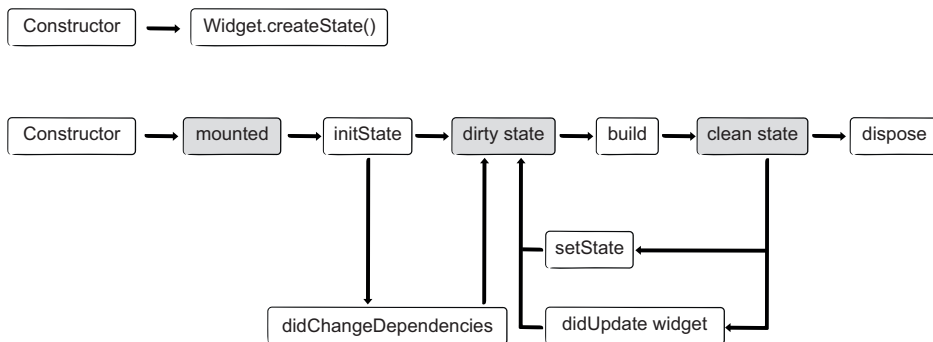 Constructor
Widget.createState()
Constructor
mounted
initState
dirty state
build
clean state
dispose
setState
didChangeDependencies
didUpdate widget